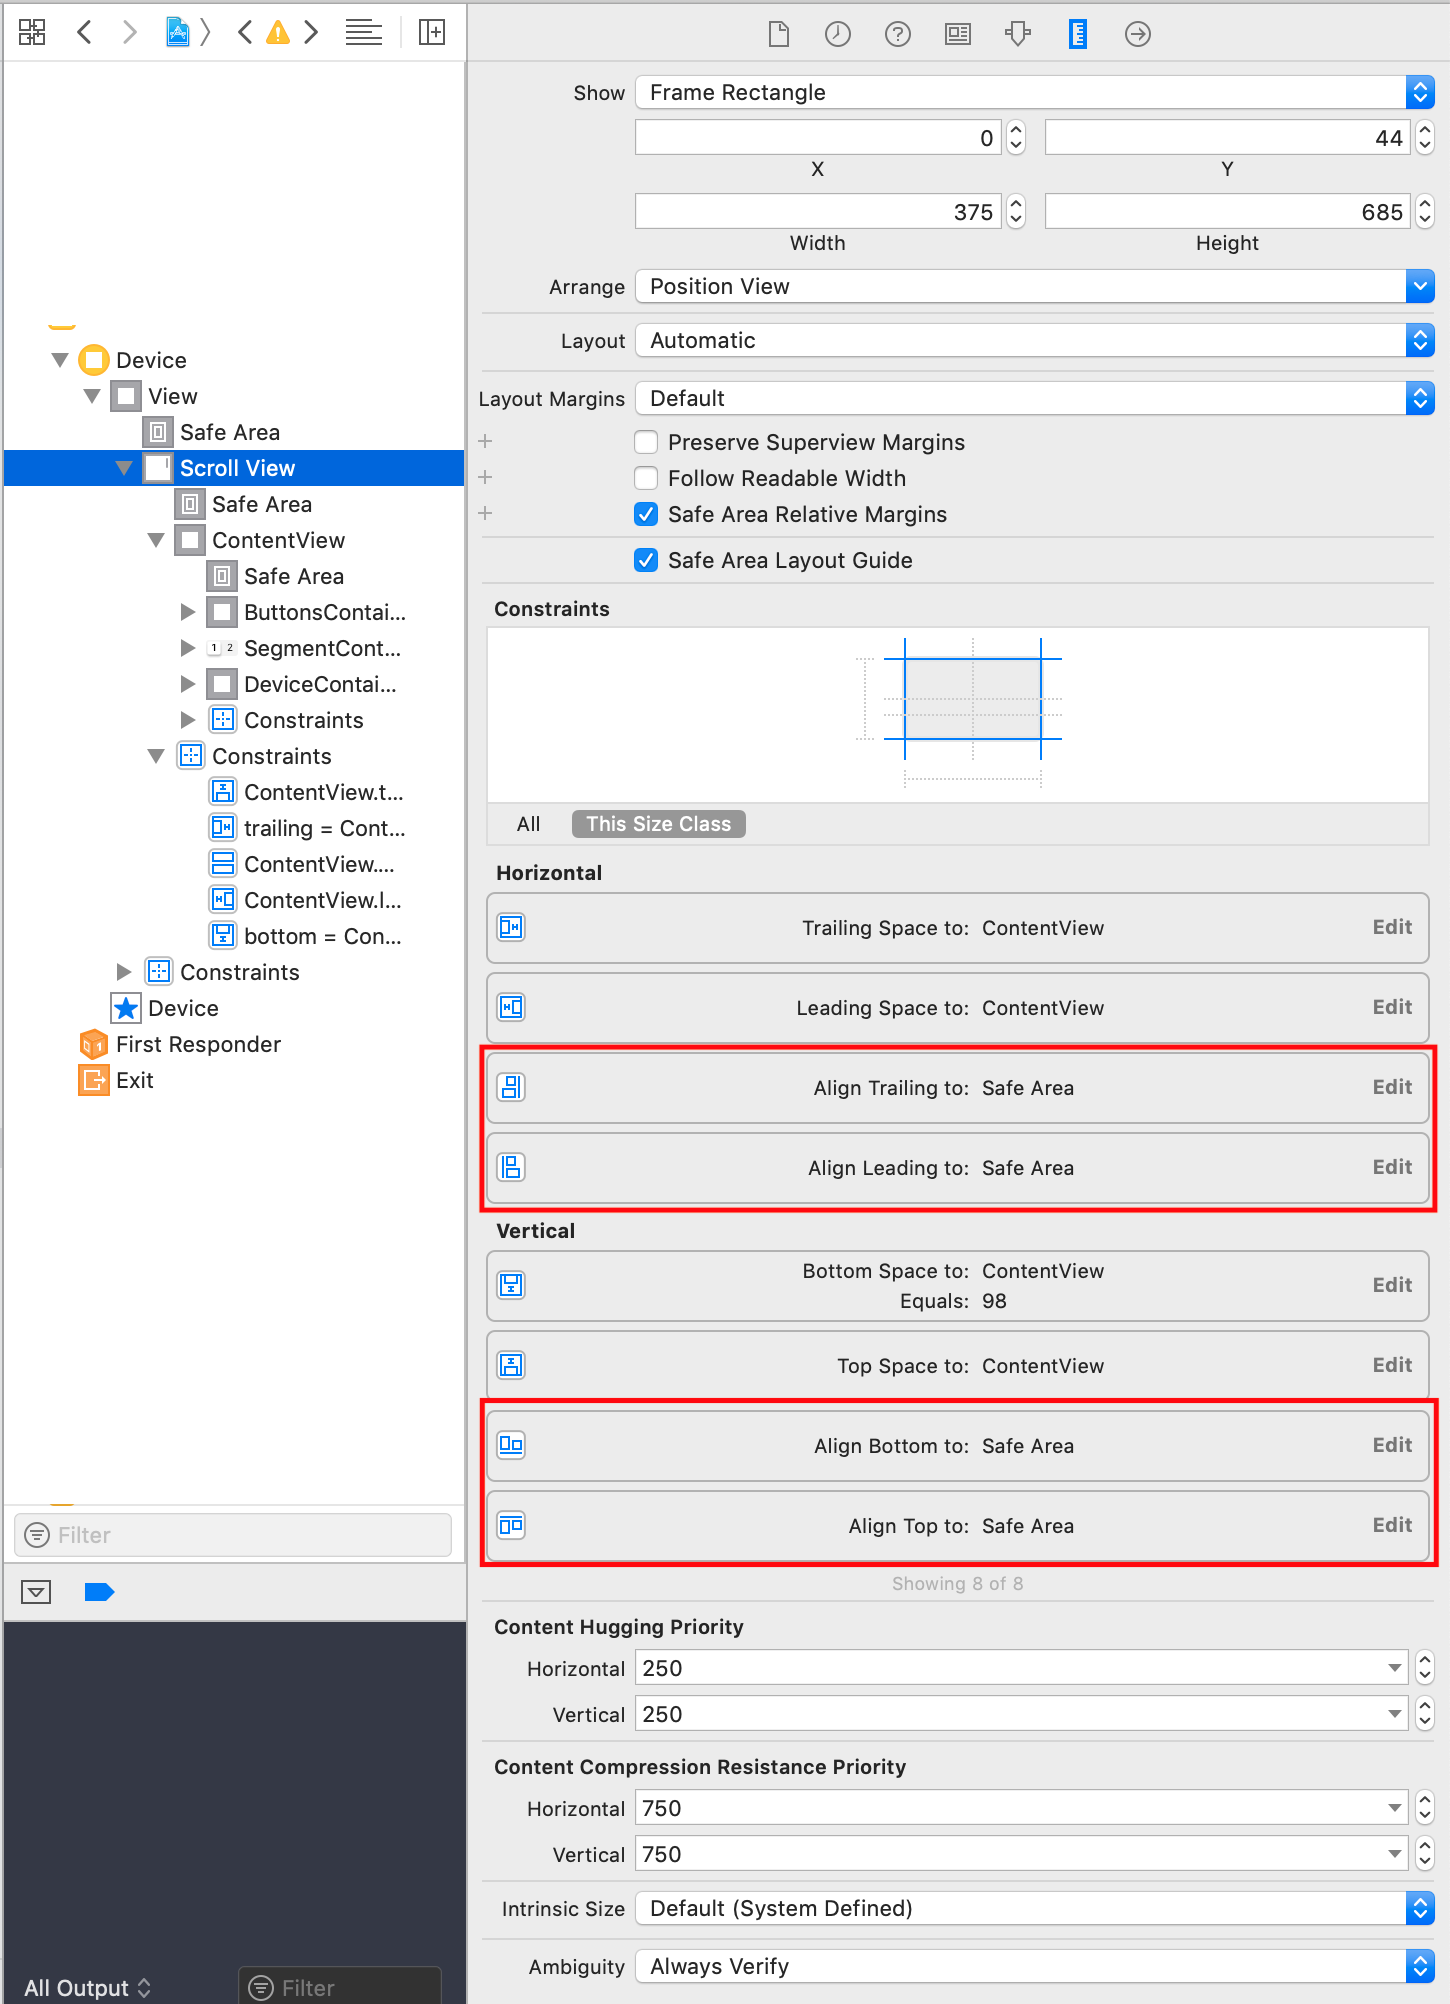 Device
View
Safe Area
Scroll View
Safe Area
ContentView
Safe Area
ButtonsContai...
1 2 SegmentCont...
DeviceContai...
Constraints
Constraints
ContentView.t...
trailing = Cont...
ContentView....
ContentView.l...
bottom = Con...
Constraints
Device
First Responder
Exit
Filter
All Output
Filter
Show Frame Rectangle
0 44
X Y
375 685
Width Height
Arrange Position View
Layout Automatic
Layout Margins Default
+ Preserve Superview Margins
+ Follow Readable Width
+ Safe Area Relative Margins
Safe Area Layout Guide
Constraints
All This Size Class
Horizontal
Trailing Space to: ContentView Edit
Leading Space to: ContentView Edit
Align Trailing to: Safe Area Edit
Align Leading to: Safe Area Edit
Vertical
Bottom Space to: ContentView Edit
Equals: 98
Top Space to: ContentView Edit
Align Bottom to: Safe Area Edit
Align Top to: Safe Area Edit
Showing 8 of 8
Content Hugging Priority
Horizontal 250
Vertical 250
Content Compression Resistance Priority
Horizontal 750
Vertical 750
Intrinsic Size Default (System Defined)
Ambiguity Always Verify